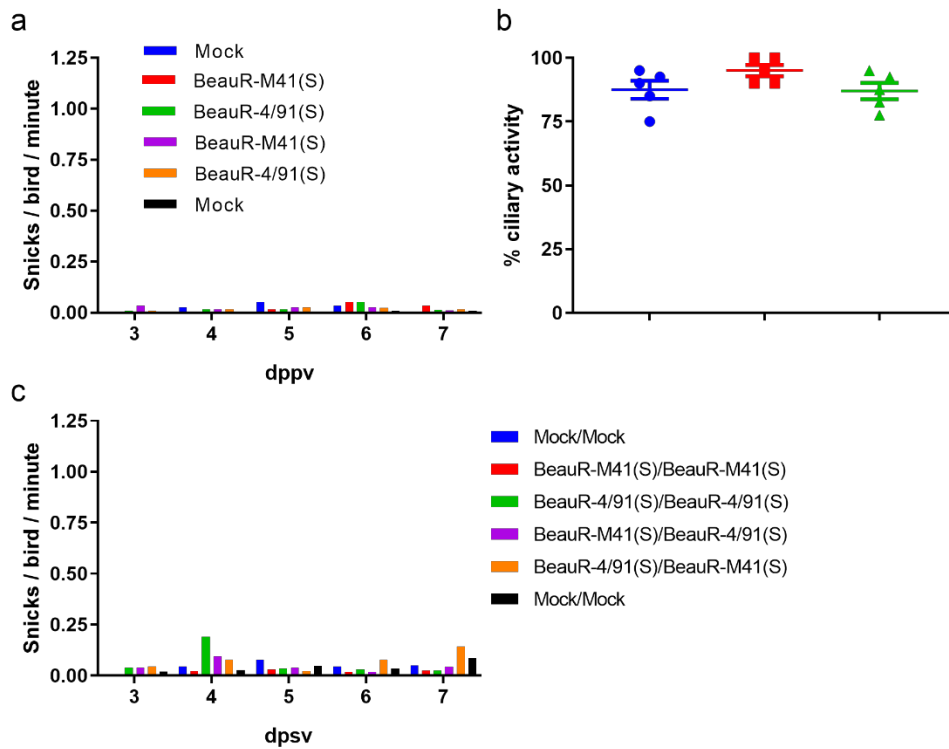 a
1.25
1.00
0.75
0.50
0.25
0.00
Snicks / bird / minute
3 4 5 6 7
dppv
Mock
BeauR-M41(S)
BeauR-4/91(S)
BeauR-M41(S)
BeauR-4/91(S)
Mock
b
100
75
50
25
0
% ciliary activity
c
1.25
1.00
0.75
0.50
0.25
0.00
Snicks / bird / minute
3 4 5 6 7
dpsv
Mock/Mock
BeauR-M41(S)/BeauR-M41(S)
BeauR-4/91(S)/BeauR-4/91(S)
BeauR-M41(S)/BeauR-4/91(S)
BeauR-4/91(S)/BeauR-M41(S)
Mock/Mock